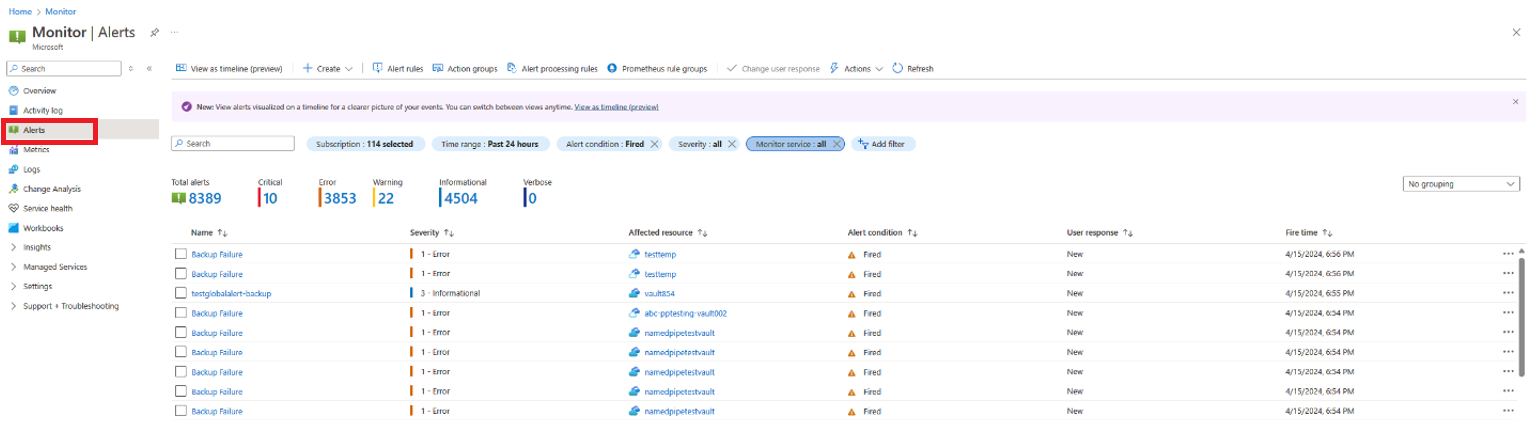 Home > Monitor
Monitor | Alerts ...
Microsoft
Search
Overview
Activity log
Alerts
Metrics
Logs
Change Analysis
Service health
Workbooks
Insights
Managed Services
Settings
Support + Troubleshooting
View as timeline (preview) Create Alert rules Action groups Alert processing rules Prometheus rule groups Change user response Actions Refresh
New: View alerts visualized on a timeline for a clearer picture of your events. You can switch between views anytime. View as timeline (preview)
Search Subscription : 114 selected Time range : Past 24 hours Alert condition : Fired Severity : all Monitor service : all Add filter
Total alerts Critical Error Warning Informational Verbose
8389 10 3853 22 4504 0
No grouping
Name Severity Affected resource Alert condition User response Fire time
Backup Failure 1 - Error testtemp Fired New 4/15/2024, 6:56 PM
Backup Failure 1 - Error testtemp Fired New 4/15/2024, 6:56 PM
testglobalalert-backup 3 - Informational vault854 Fired New 4/15/2024, 6:55 PM
Backup Failure 1 - Error abc-pptesting-vault002 Fired New 4/15/2024, 6:54 PM
Backup Failure 1 - Error namedpipetestvault Fired New 4/15/2024, 6:54 PM
Backup Failure 1 - Error namedpipetestvault Fired New 4/15/2024, 6:54 PM
Backup Failure 1 - Error namedpipetestvault Fired New 4/15/2024, 6:54 PM
Backup Failure 1 - Error namedpipetestvault Fired New 4/15/2024, 6:54 PM
Backup Failure 1 - Error namedpipetestvault Fired New 4/15/2024, 6:54 PM